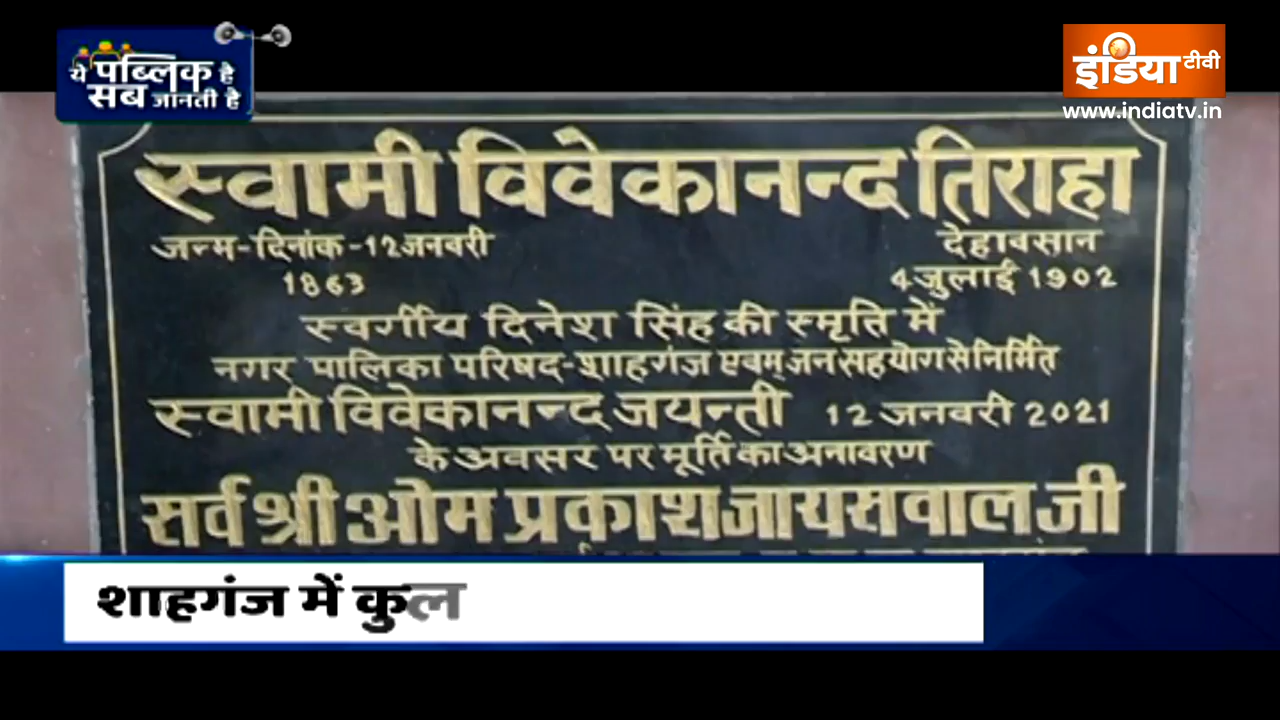 ये पब्लिक है
सब जानती है
इंडिया टीवी
www.indiatv.in
स्वामी विवेकानन्द तिराहा
जन्म-दिनांक-12 जनवरी
1863
देहावसान
4 जुलाई 1902
स्वर्गीय दिनेश सिंह की स्मृति में
नगर पालिका परिषद-शाहगंज एवम् जन सहयोग से निर्मित
स्वामी विवेकानन्द जयन्ती 12 जनवरी 2021
के अवसर पर मूर्ति का अनावरण
सर्व श्री ओम प्रकाश जायसवाल जी
शाहगंज में कुल